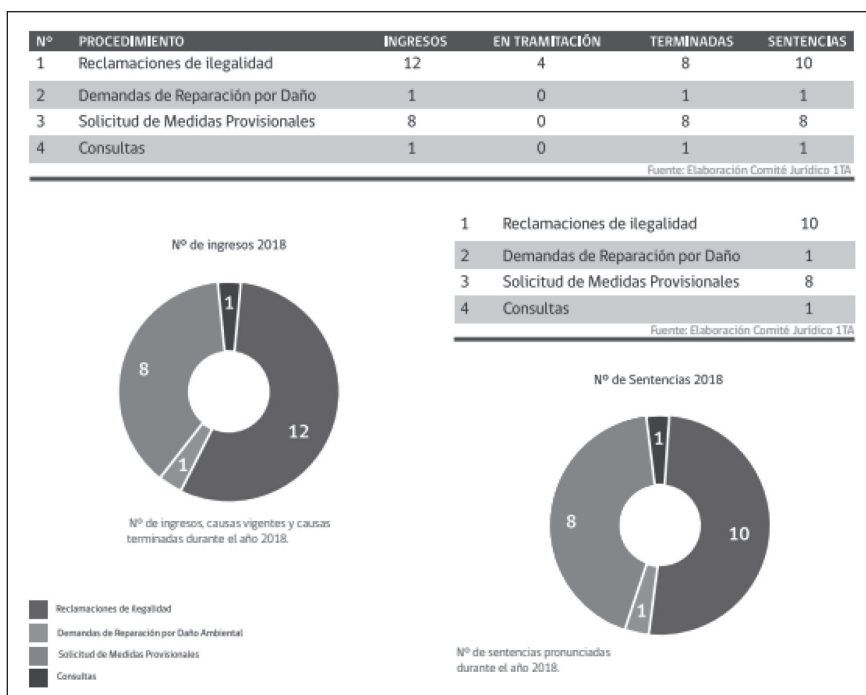 Nº PROCEDIMIENTO INGRESOS EN TRAMITACIÓN TERMINADAS SENTENCIAS
1 Reclamaciones de ilegalidad 12 4 8 10
2 Demandas de Reparación por Daño 1 0 1 1
3 Solicitud de Medidas Provisionales 8 0 8 8
4 Consultas 1 0 1 1
Fuente: Elaboración Comité Jurídico 1TA
Nº de ingresos 2018
1
8
12
1
Nº de ingresos, causas vigentes y causas
terminadas durante el año 2018.
Reclamaciones de Ilegalidad
Demandas de Reparación por Daño Ambiental
Solicitud de Medidas Provisionales
Consultas
1 Reclamaciones de ilegalidad 10
2 Demandas de Reparación por Daño 1
3 Solicitud de Medidas Provisionales 8
4 Consultas 1
Fuente: Elaboración Comité Jurídico 1TA
Nº de Sentencias 2018
1
8
10
1
Nº de sentencias pronunciadas
durante el año 2018.